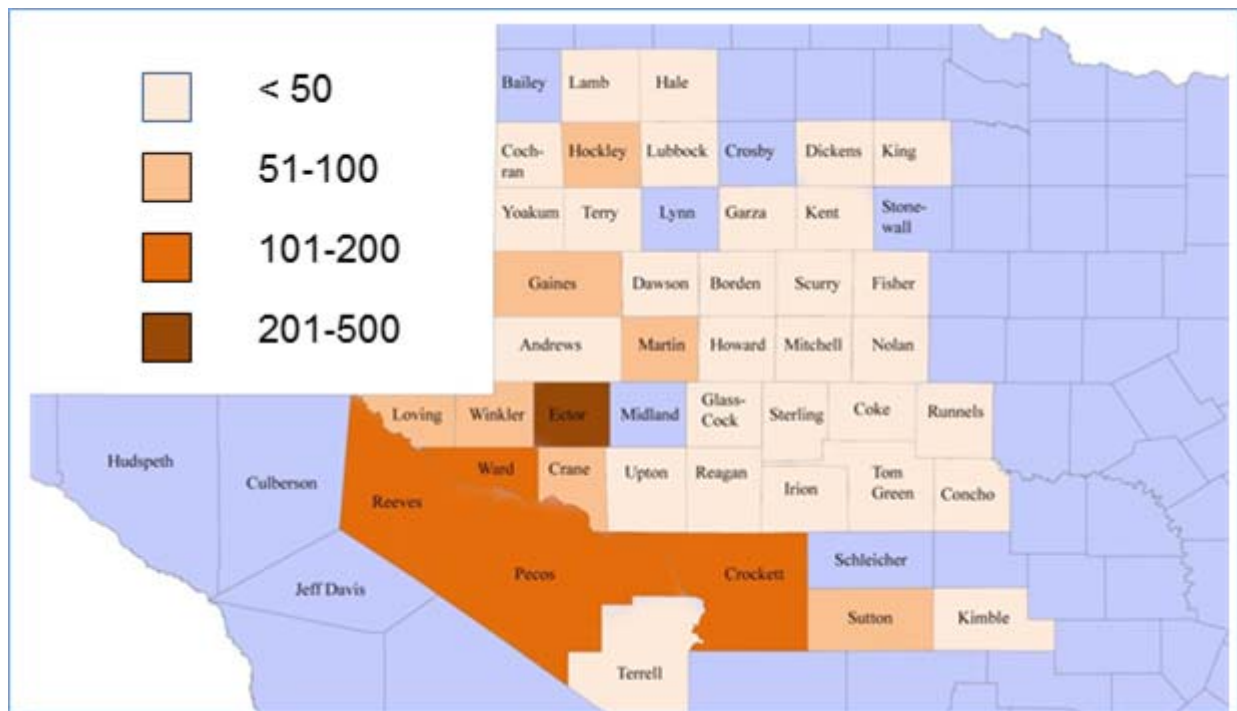 < 50
51-100
101-200
201-500
Bailey
Lamb
Hale
Coch-
ran
Hockley
Lubbock
Crosby
Dickens
King
Yoakum
Terry
Lynn
Garza
Kent
Stone-
wall
Gaines
Dawson
Borden
Scurry
Fisher
Andrews
Martin
Howard
Mitchell
Nolan
Loving
Winkler
Ector
Midland
Glass-
Cock
Sterling
Coke
Runnels
Hudspeth
Culberson
Reeves
Ward
Crane
Upton
Reagan
Irion
Tom
Green
Concho
Jeff Davis
Pecos
Crockett
Schleicher
Sutton
Kimble
Terrell